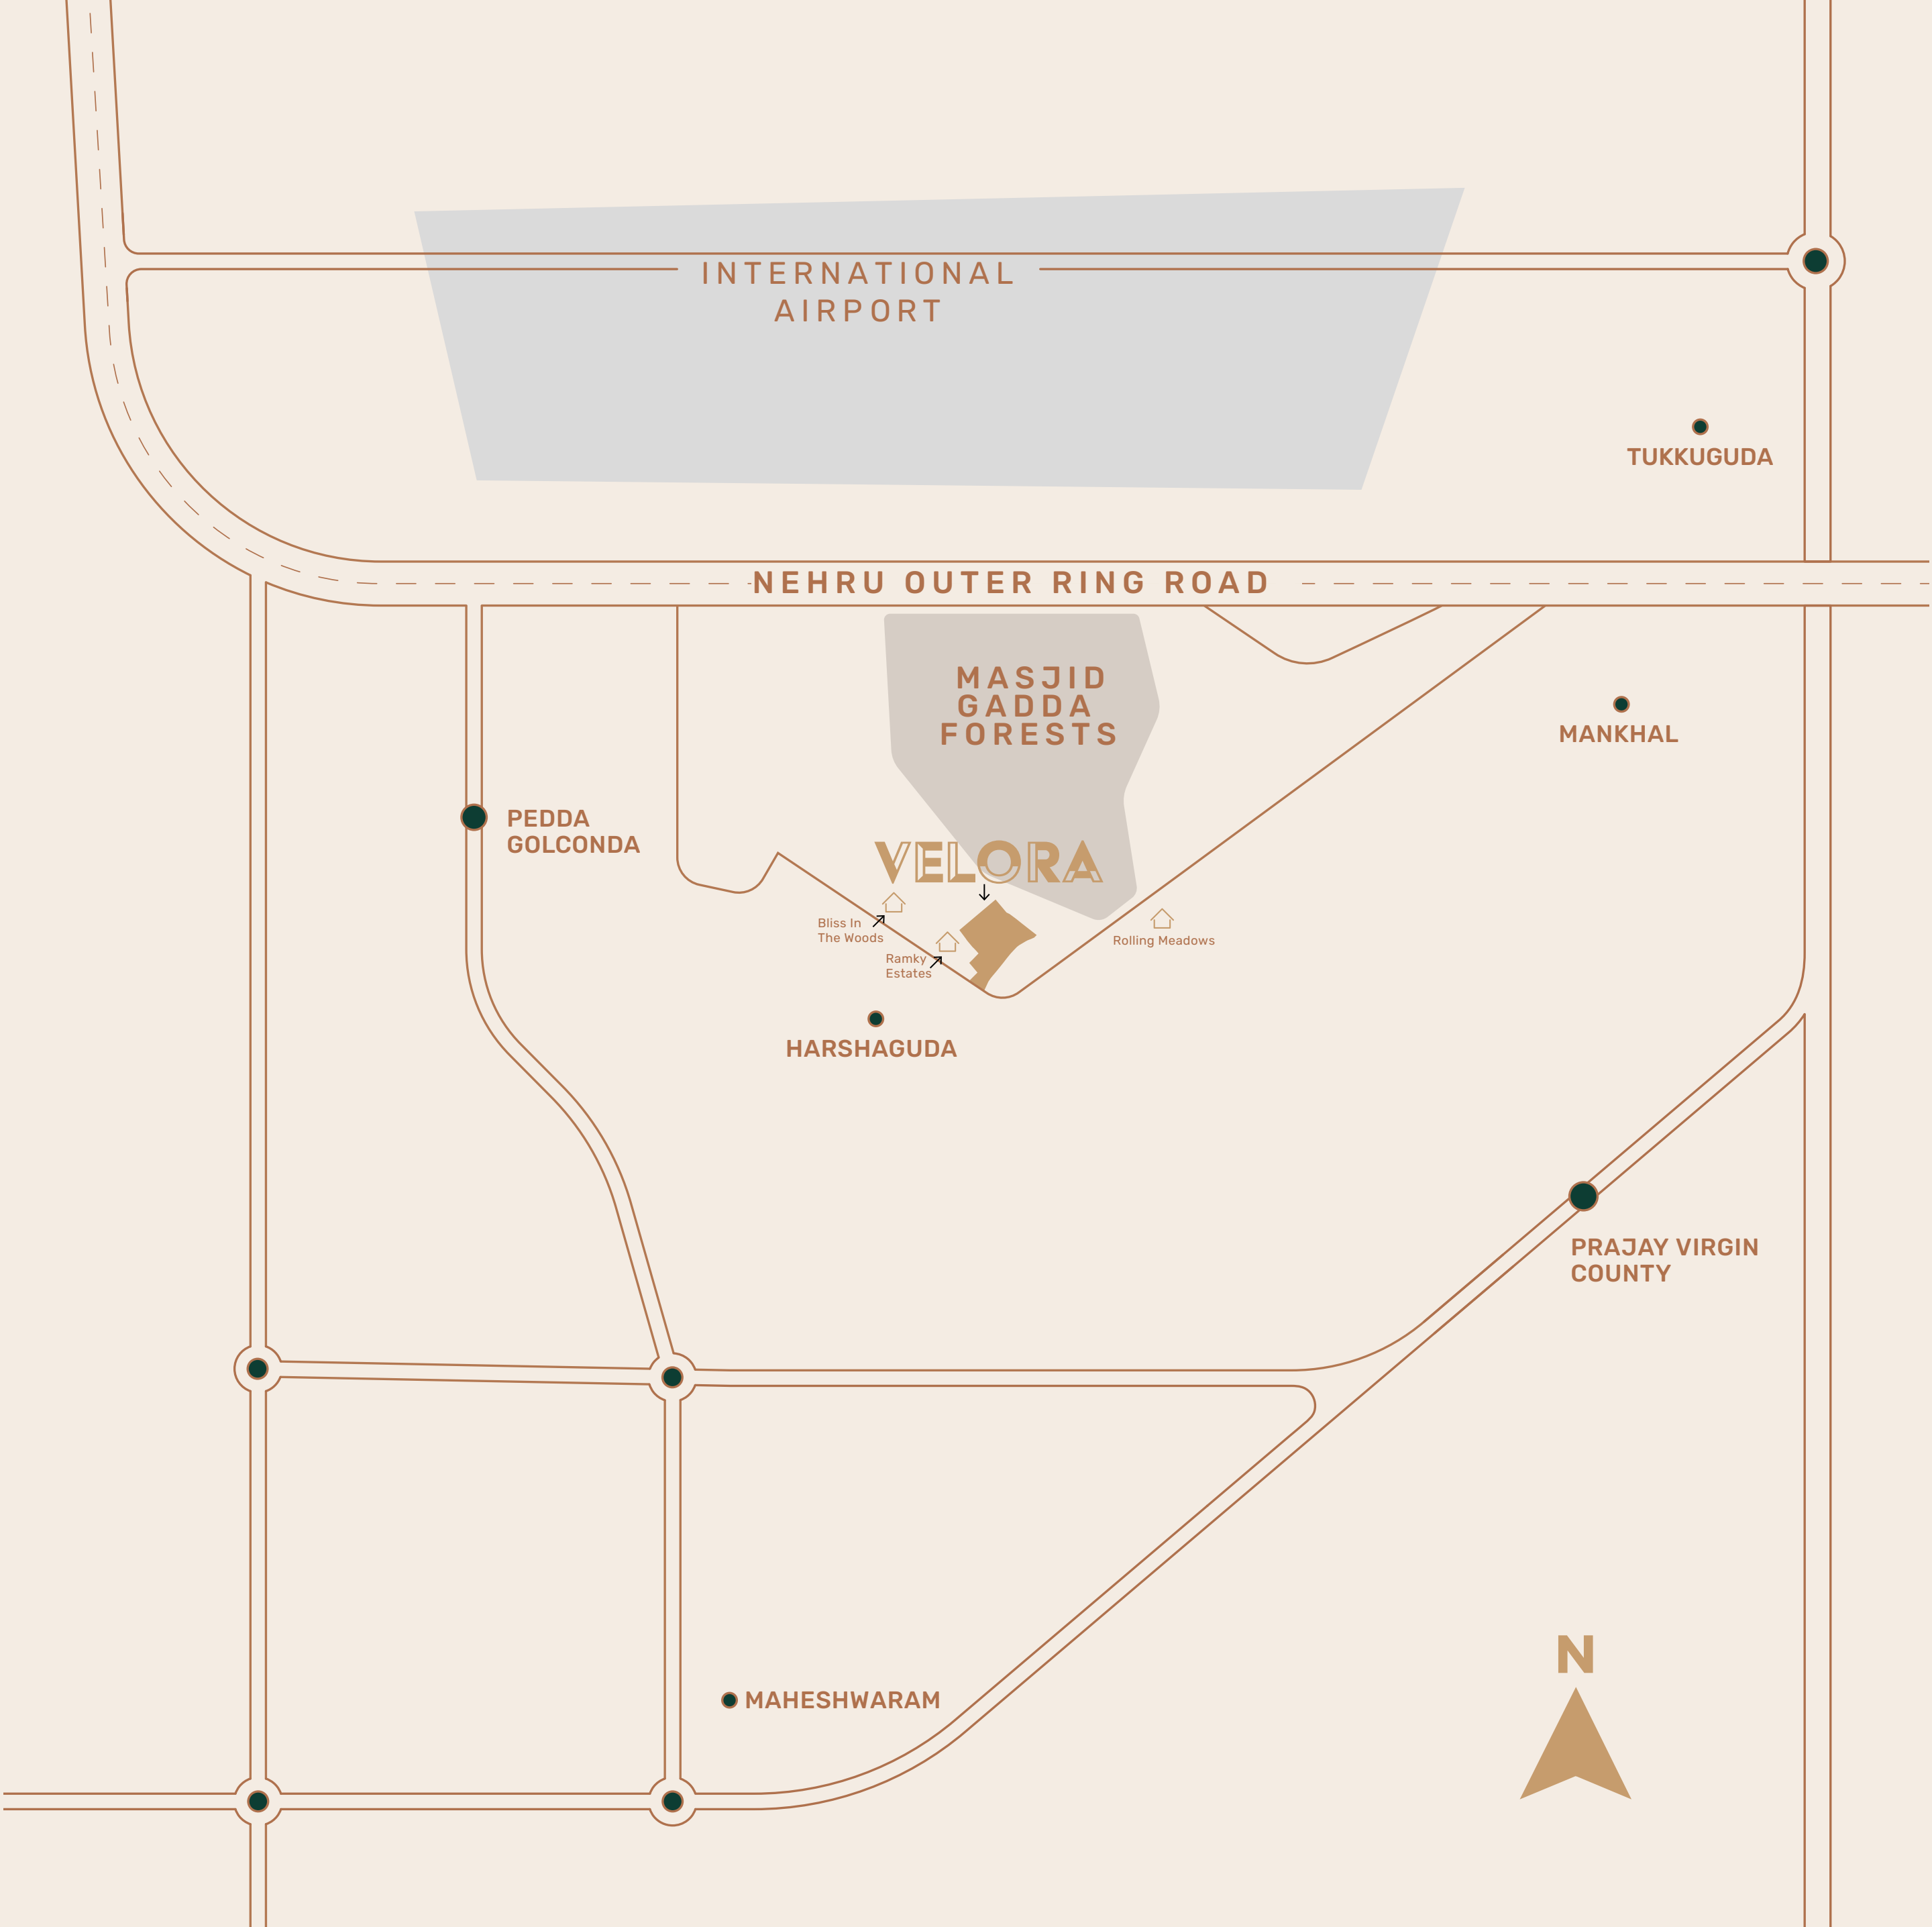 INTERNATIONAL
AIRPORT
TUKKUGUDA
NEHRU OUTER RING ROAD
MASJID
GADDA
FORESTS
MANKHAL
PEDDA
GOLCONDA
VELORA
Bliss In
The Woods
Rolling Meadows
Ramky
Estates
HARSHAGUDA
PRAJAY VIRGIN
COUNTY
N
MAHESHWARAM